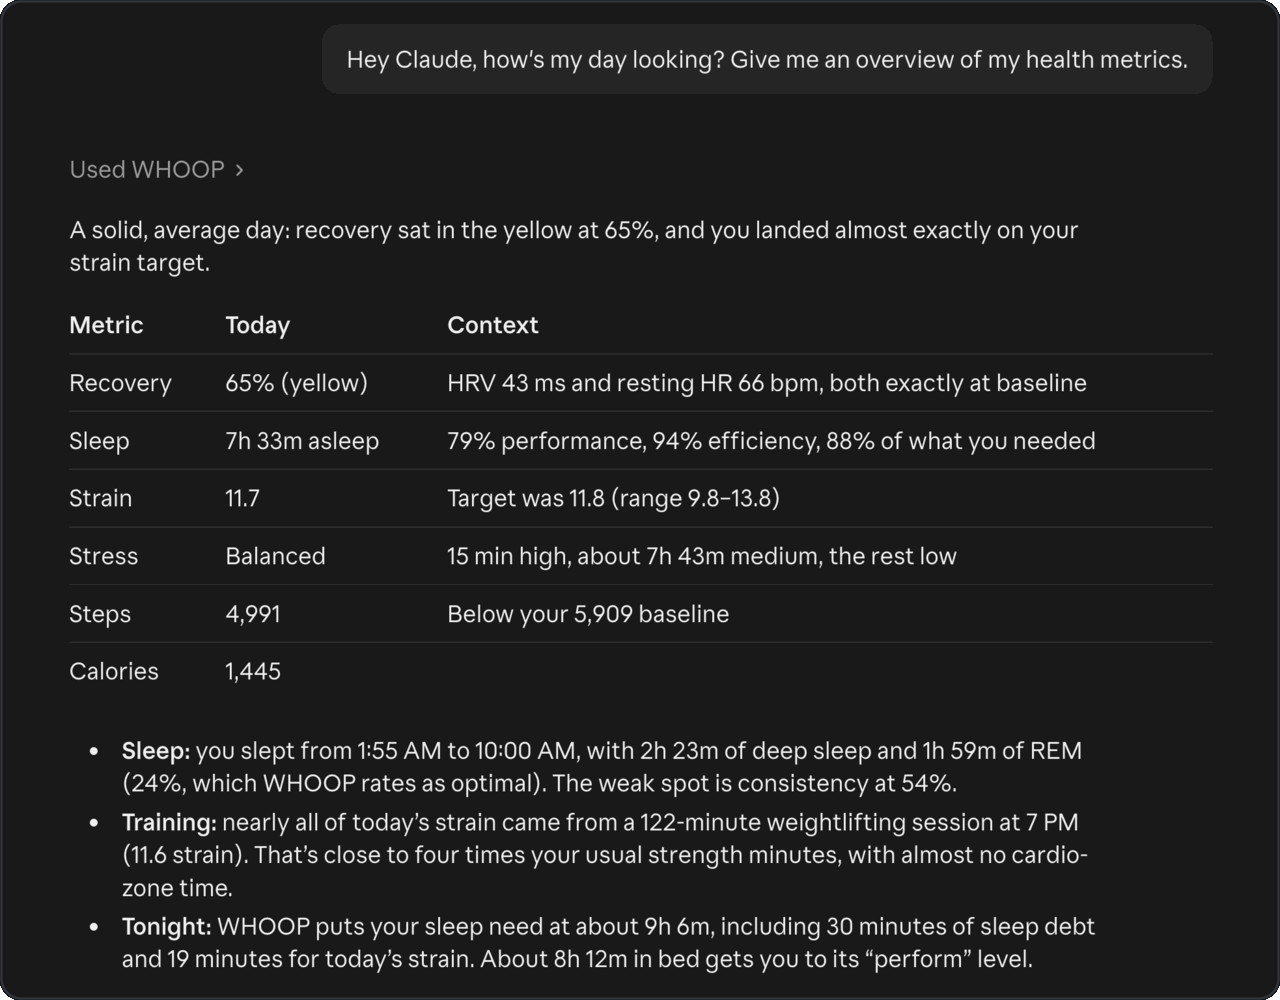 Hey Claude, how's my day looking? Give me an overview of my health metrics.
Used WHOOP >
A solid, average day: recovery sat in the yellow at 65%, and you landed almost exactly on your
strain target.
Metric Today Context
Recovery 65% (yellow) HRV 43 ms and resting HR 66 bpm, both exactly at baseline
Sleep 7h 33m asleep 79% performance, 94% efficiency, 88% of what you needed
Strain 11.7 Target was 11.8 (range 9.8–13.8)
Stress Balanced 15 min high, about 7h 43m medium, the rest low
Steps 4,991 Below your 5,909 baseline
Calories 1,445
• Sleep: you slept from 1:55 AM to 10:00 AM, with 2h 23m of deep sleep and 1h 59m of REM
(24%, which WHOOP rates as optimal). The weak spot is consistency at 54%.
• Training: nearly all of today’s strain came from a 122-minute weightlifting session at 7 PM
(11.6 strain). That’s close to four times your usual strength minutes, with almost no cardio-
zone time.
• Tonight: WHOOP puts your sleep need at about 9h 6m, including 30 minutes of sleep debt
and 19 minutes for today’s strain. About 8h 12m in bed gets you to its “perform” level.